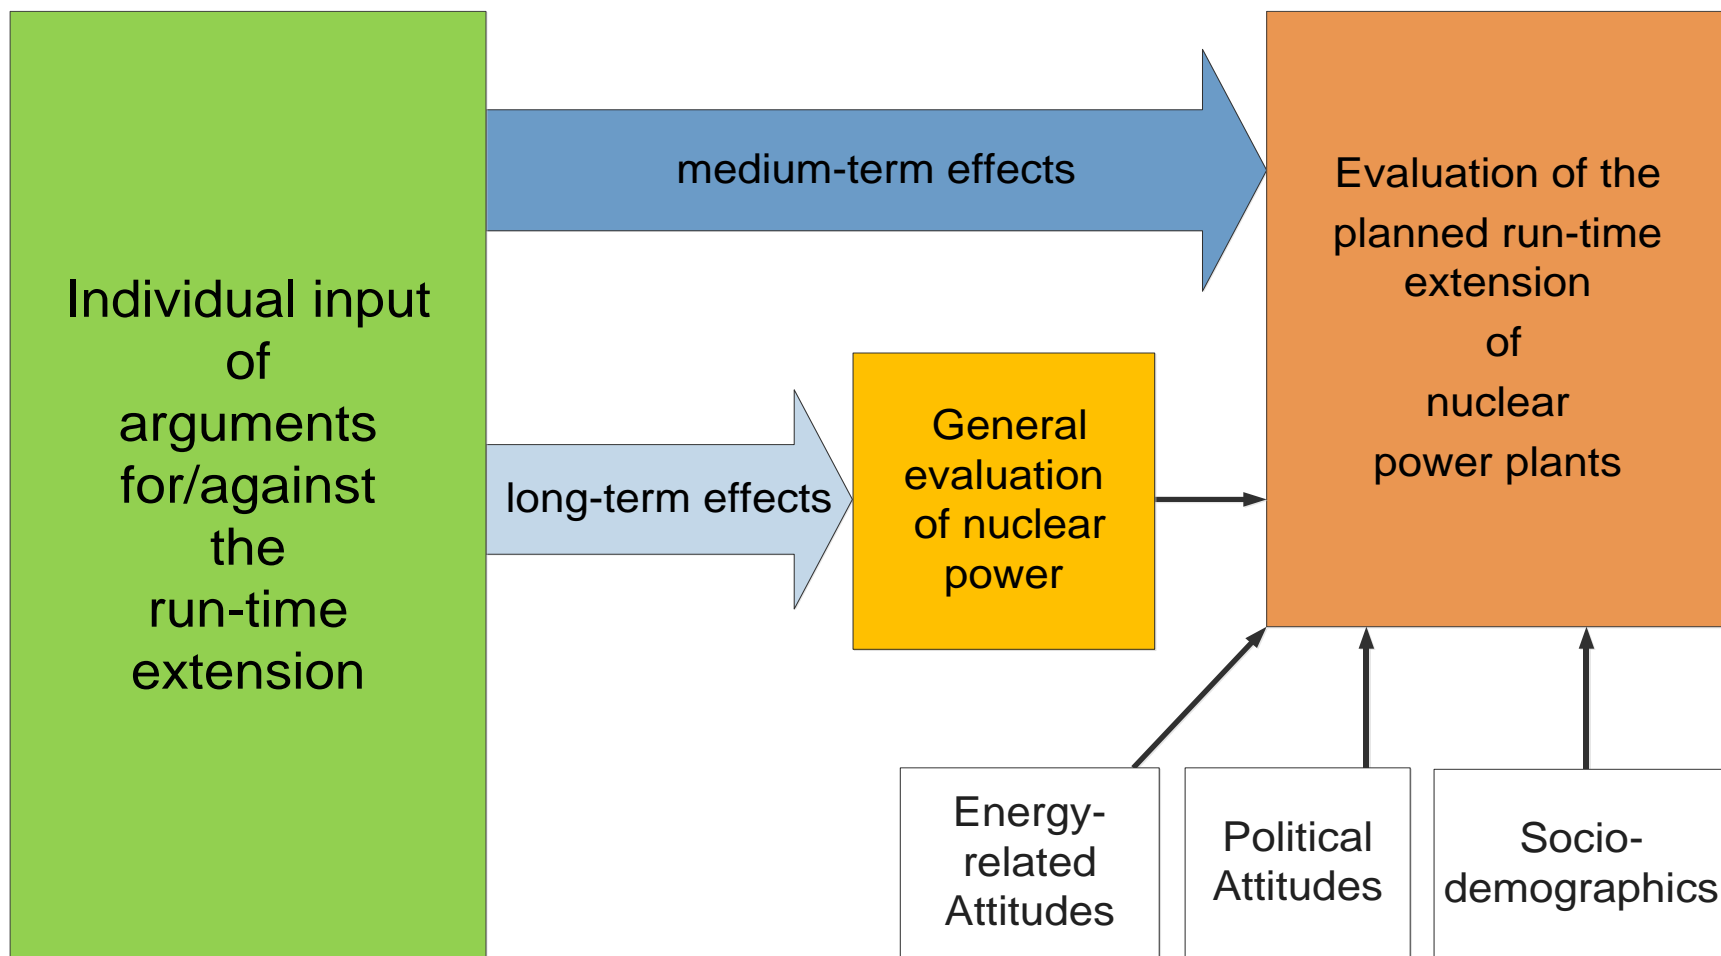 Individual input
of
arguments
for/against
the
run-time
extension
medium-term effects
long-term effects
General
evaluation
of nuclear
power
Evaluation of the
planned run-time
extension
of
nuclear
power plants
Energy-
related
Attitudes
Political
Attitudes
Socio-
demographics